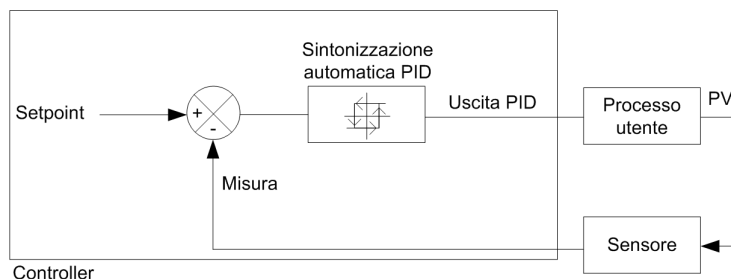 Sintonizzazione
automatica PID
Setpoint
+
-
Uscita PID
Processo
utente
PV
Misura
Sensore
Controller